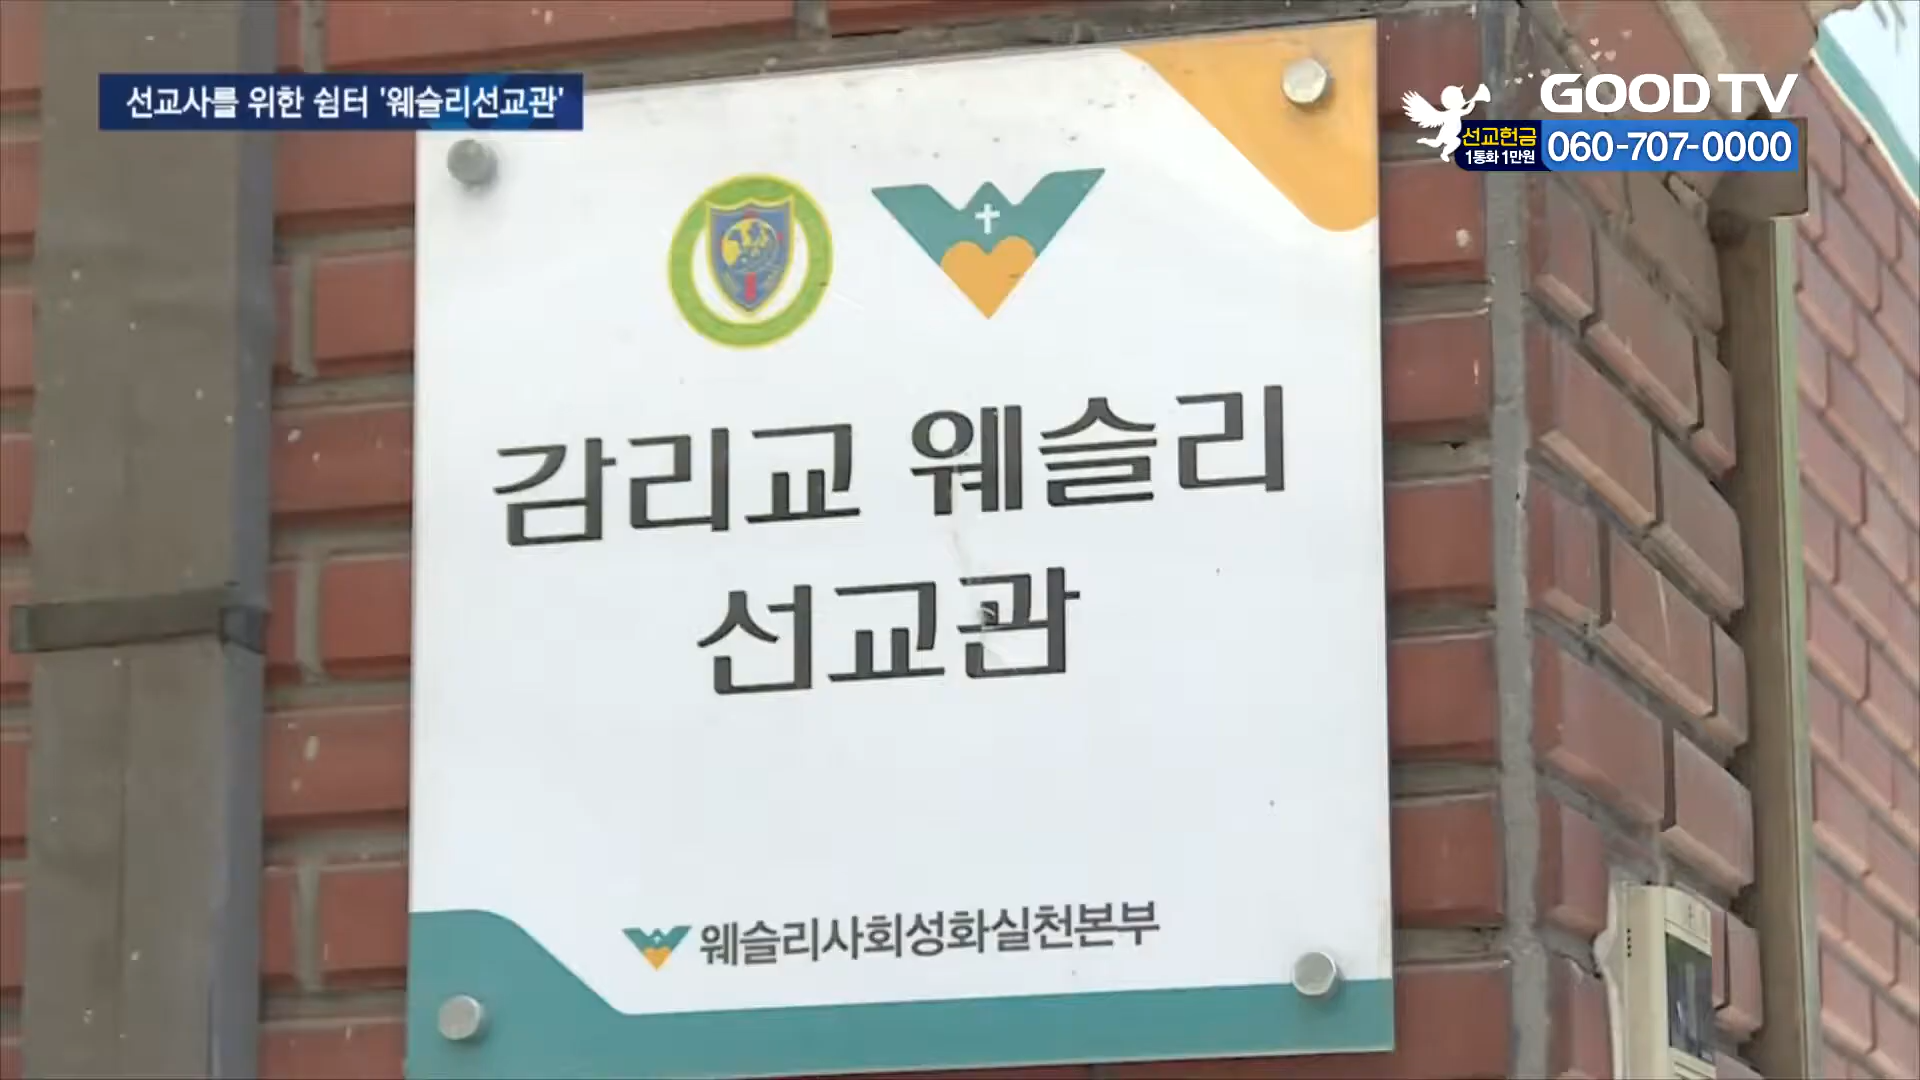 선교사를 위한 쉼터 '웨슬리선교관'
GOOD TV
선교헌금
1통화 1만원
060-707-0000
감리교 웨슬리
선교관
웨슬리사회성화실천본부